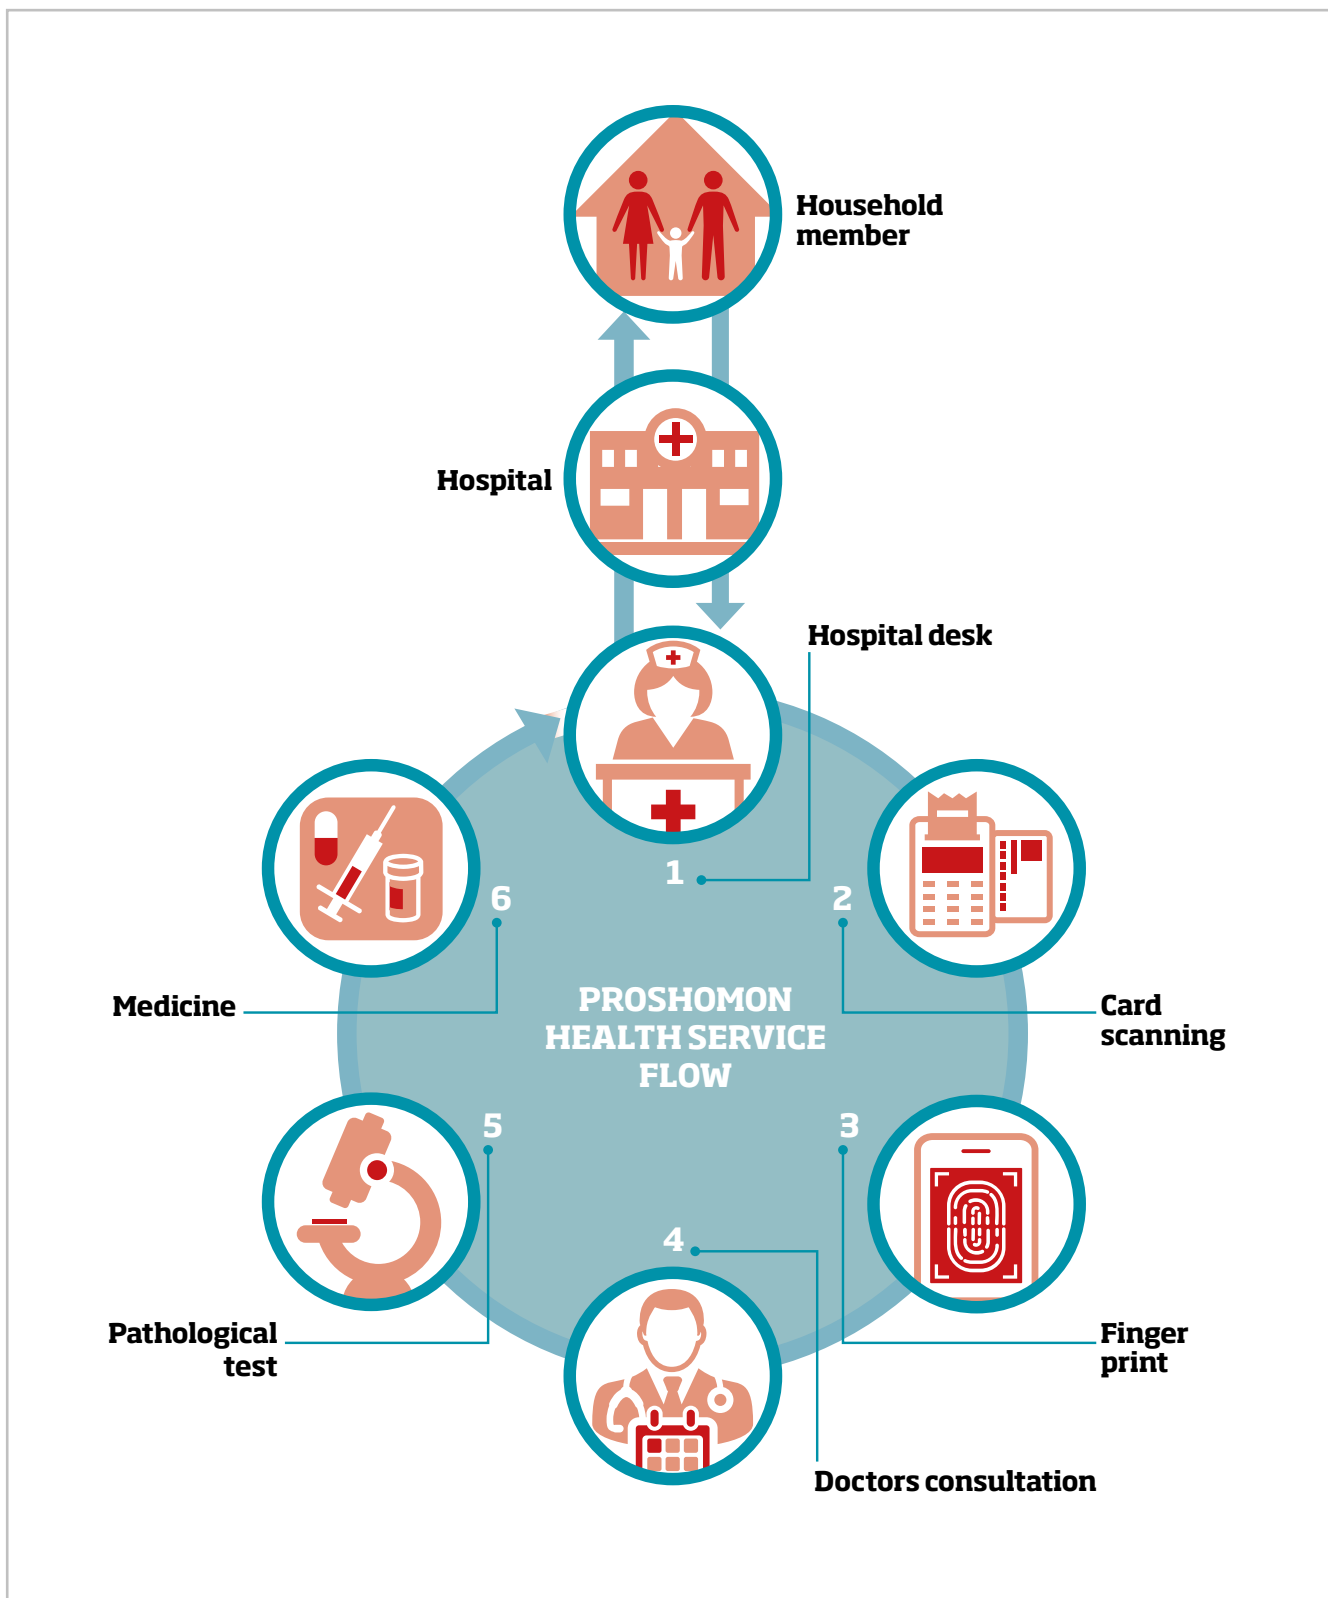 Household
member
Hospital
Hospital desk
1
2
6
Medicine
PROSHOMON
HEALTH SERVICE
FLOW
Card
scanning
5
3
4
Pathological
test
Finger
print
Doctors consultation